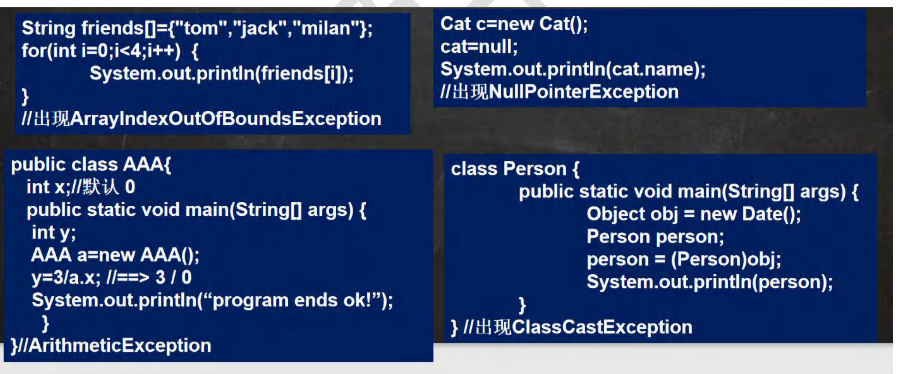 String friends[]={"tom","jack","milan"};
for(int i=0;i<4;i++) {
System.out.println(friends[i]);
}
//出现ArrayIndexOutOfBoundsException
Cat c=new Cat();
cat=null;
System.out.println(cat.name);
//出现NullPointerException
public class AAA{
int x;//默认 0
public static void main(String[] args) {
int y;
AAA a=new AAA();
y=3/a.x; //==> 3 / 0
System.out.println(“program ends ok!”);
}
}//ArithmeticException
class Person {
public static void main(String[] args) {
Object obj = new Date();
Person person;
person = (Person)obj;
System.out.println(person);
}
} //出现ClassCastException